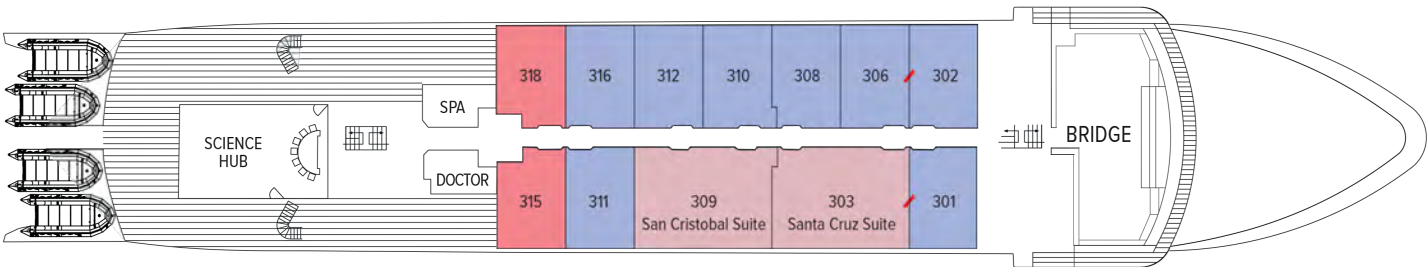 318
316
312
310
308
306
302
SPA
SCIENCE
HUB
BRIDGE
DOCTOR
315
311
309
San Cristobal Suite
303
Santa Cruz Suite
301